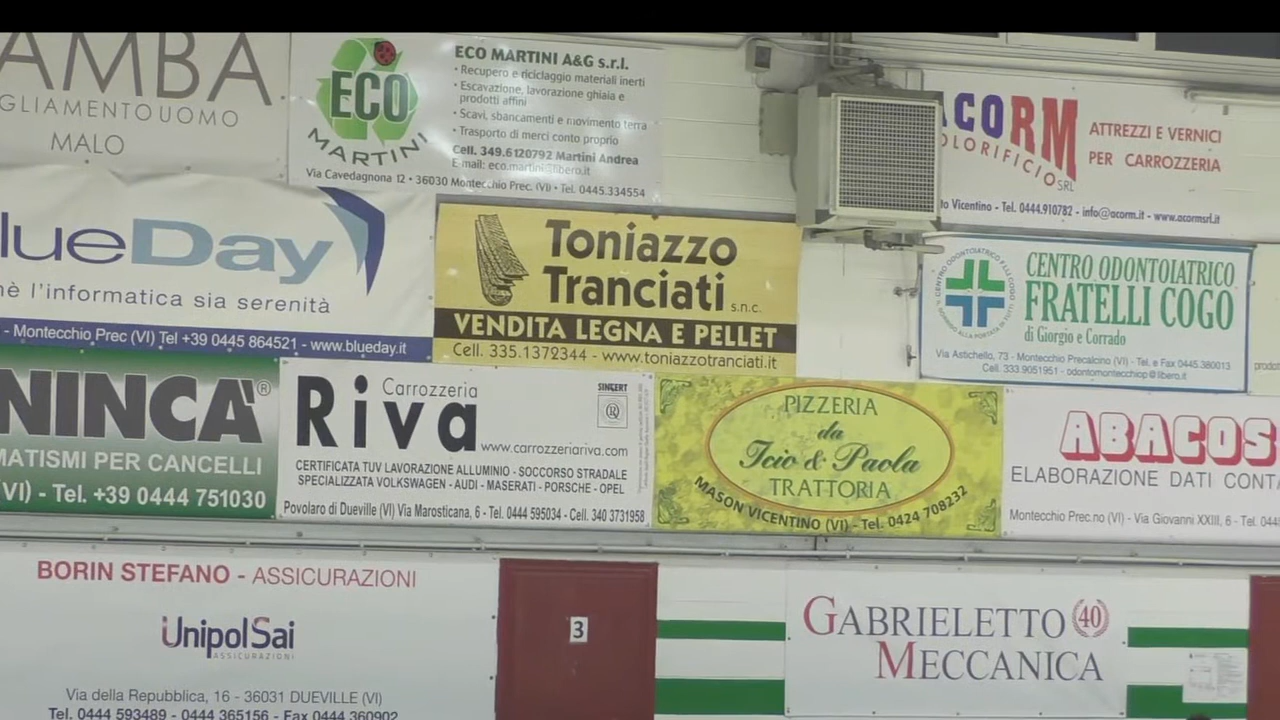 AMBA
GLIAMENTOUOMO
MALO
ECO
MARTINI
ECO MARTINI A&G s.r.l.
• Recupero e riciclaggio materiali inerti
• Escavazione, lavorazione ghiaia e
prodotti affini
• Scavi, sbancamenti e movimento terra
• Trasporto di merci conto proprio
Cell. 349.6120792 Martini Andrea
E-mail: eco.martini@libero.it
Via Cavedagnona 12 • 36030 Montecchio Prec. (VI) • Tel. 0445.334554
ACORM
OLORIFICIO SRL
ATTREZZI E VERNICI
PER CARROZZERIA
to Vicentino - Tel. 0444.910782 - info@acorm.it - www.acormsrl.it
lueDay
hè l'informatica sia serenità
- Montecchio Prec (VI) Tel +39 0445 864521 - www.blueday.it
Toniazzo
Tranciati s.n.c.
VENDITA LEGNA E PELLET
Cell. 335.1372344 - www.toniazzotranciati.it
CENTRO ODONTOIATRICO
FRATELLI COGO
di Giorgio e Corrado
Via Astichello, 73 - Montecchio Precalcino (VI) - Tel. e Fax 0445.380013
Cell. 333.9051951 - odontomontecchiop@libero.it
prodot
NINCA'®
MATISMI PER CANCELLI
(VI) - Tel. +39 0444 751030
Carrozzeria
Riva
www.carrozzeriariva.com
SINCERT
CERTIFICATA TUV LAVORAZIONE ALLUMINIO - SOCCORSO STRADALE
SPECIALIZZATA VOLKSWAGEN - AUDI - MASERATI - PORSCHE - OPEL
Povolaro di Dueville (VI) Via Marosticana, 6 - Tel. 0444 595034 - Cell. 340 3731958
PIZZERIA
da
Icio & Paola
TRATTORIA
MASON VICENTINO (VI) - Tel. 0424 708232
ABACOS
ELABORAZIONE DATI CONTA
Montecchio Prec.no (VI) - Via Giovanni XXIII, 6 - Tel. 044
BORIN STEFANO - ASSICURAZIONI
UnipolSai
ASSICURAZIONI
Via della Repubblica, 16 - 36031 DUEVILLE (VI)
Tel. 0444 593489 - 0444 365156 - Fax 0444 360902
3
GABRIELETTO 40
MECCANICA